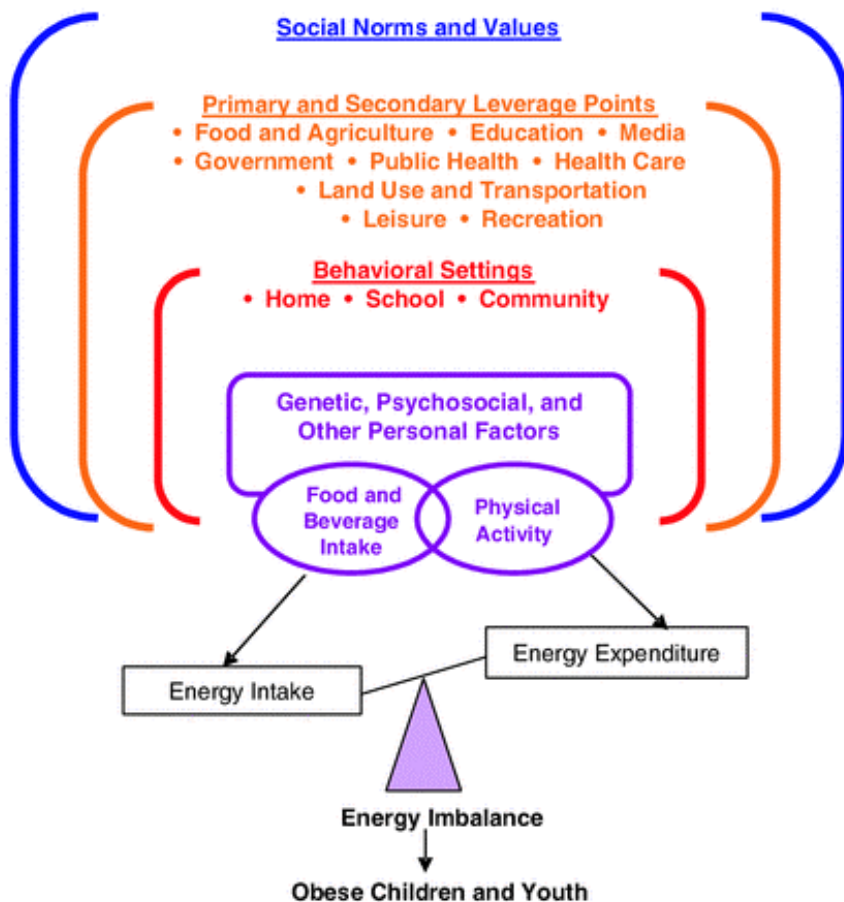 Social Norms and Values
Primary and Secondary Leverage Points
• Food and Agriculture • Education • Media
• Government • Public Health • Health Care
• Land Use and Transportation
• Leisure • Recreation
Behavioral Settings
• Home • School • Community
Genetic, Psychosocial, and
Other Personal Factors
Food and
Beverage
Intake
Physical
Activity
Energy Intake
Energy Expenditure
Energy Imbalance
Obese Children and Youth